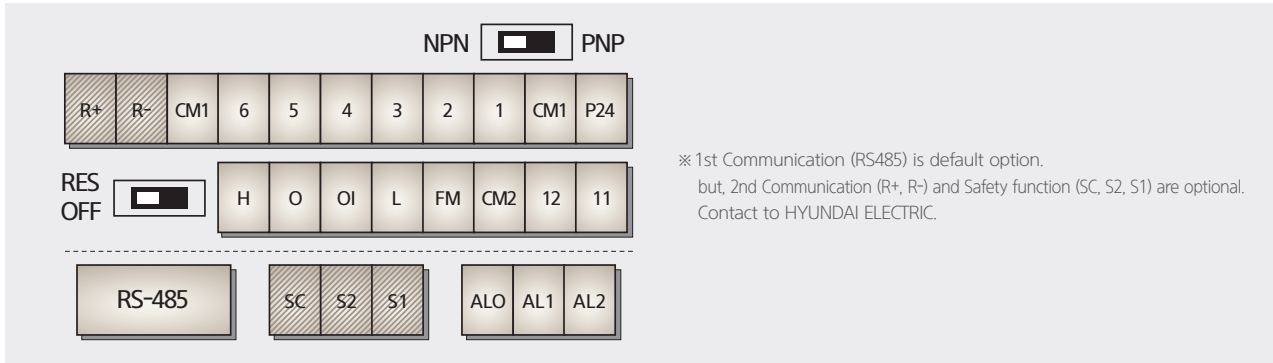 NPN PNP
R+ R- CM1 6 5 4 3 2 1 CM1 P24
RES
OFF
H O OI L FM CM2 12 11
※ 1st Communication (RS485) is default option.
but, 2nd Communication (R+, R-) and Safety function (SC, S2, S1) are optional.
Contact to HYUNDAI ELECTRIC.
RS-485 SC S2 S1 ALO AL1 AL2